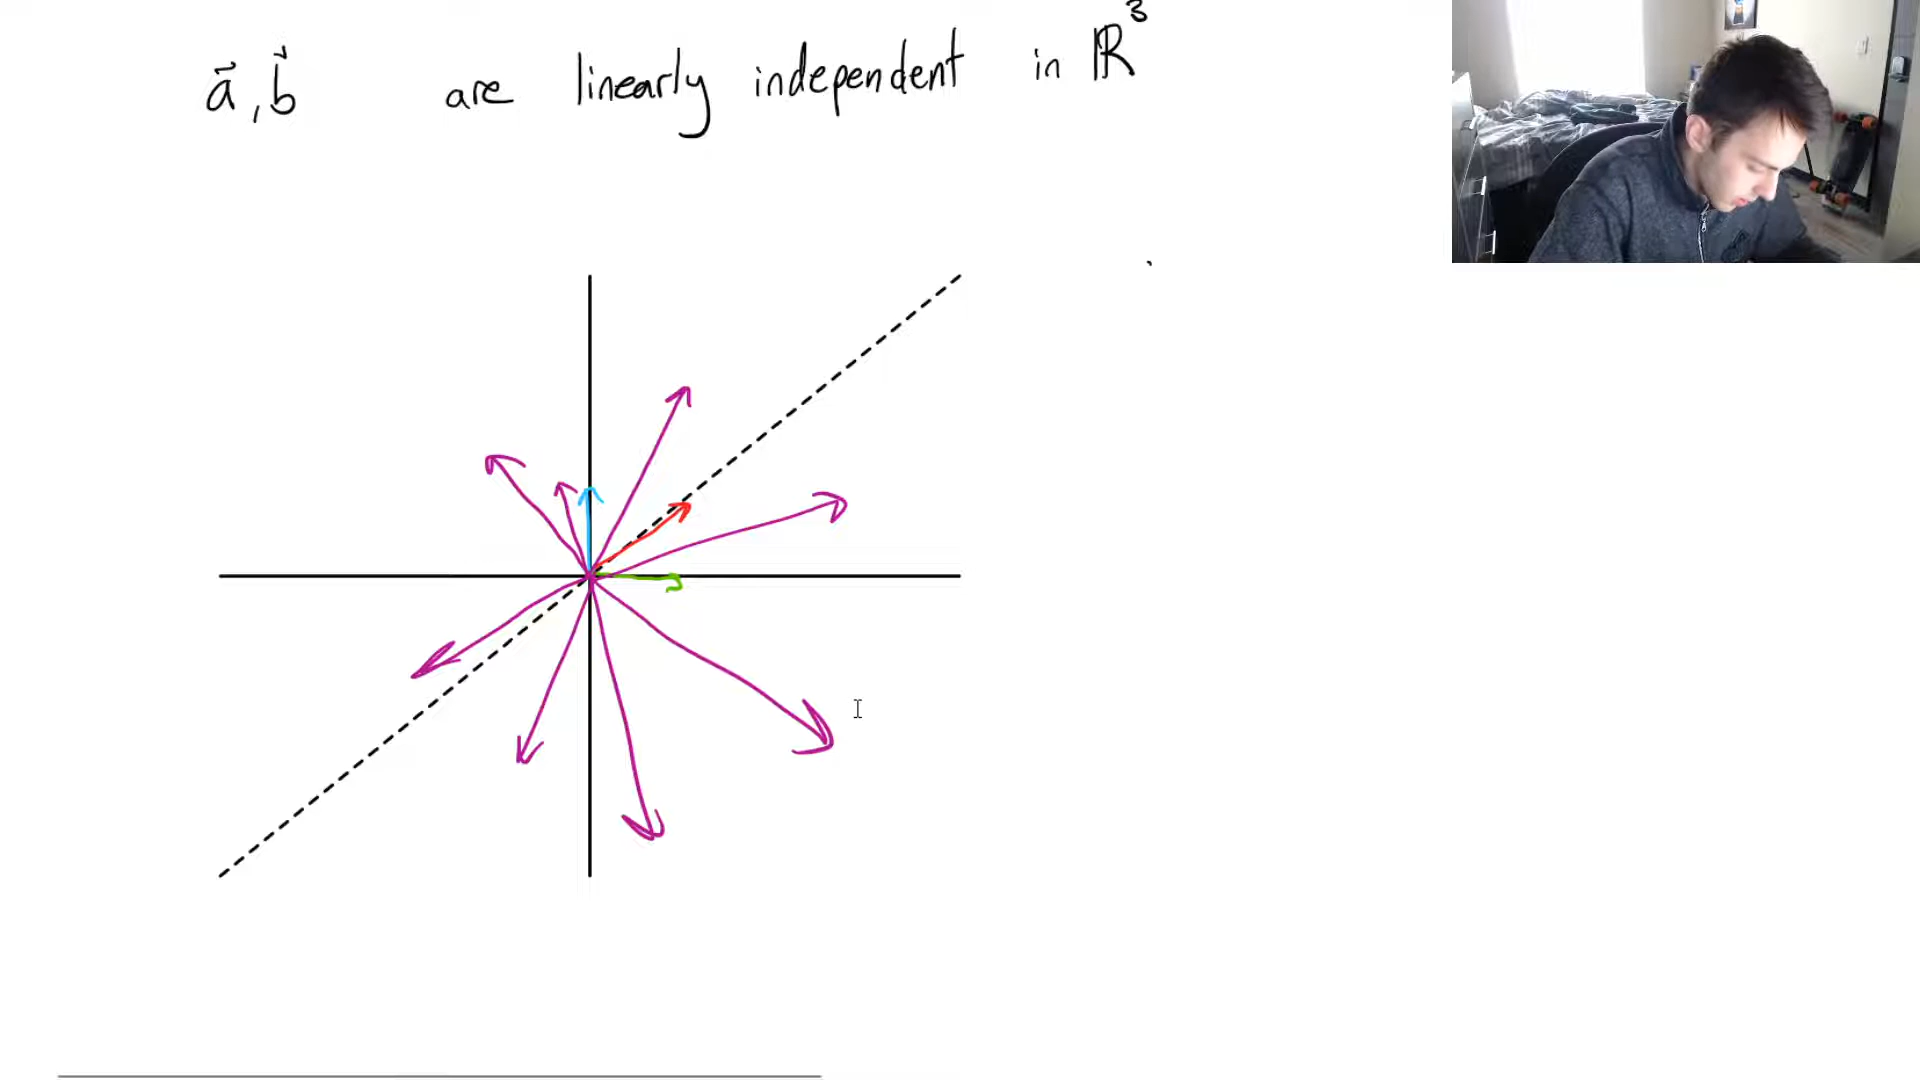 a⃗, b⃗ are linearly independent in ℝ³